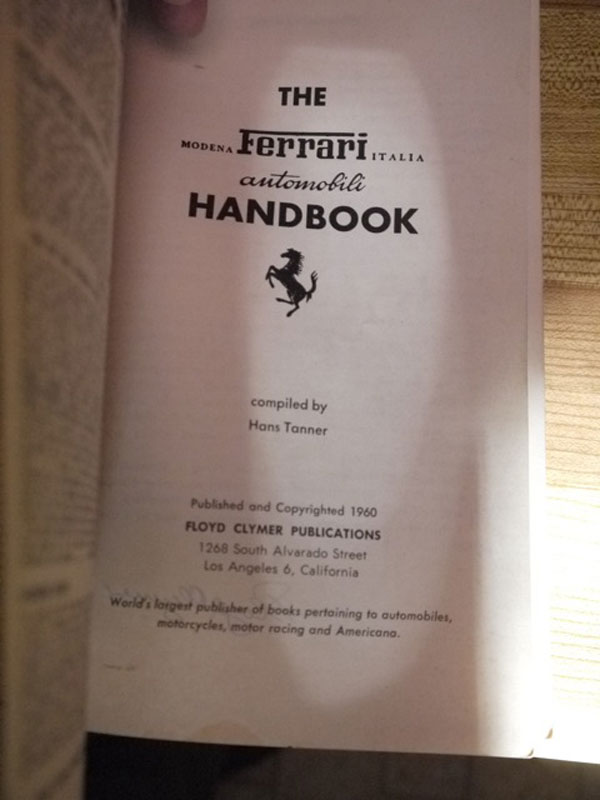 THE
MODENA Ferrari ITALIA
automobili
HANDBOOK
compiled by
Hans Tanner
Published and Copyrighted 1960
FLOYD CLYMER PUBLICATIONS
1268 South Alvarado Street
Los Angeles 6, California
World's largest publisher of books pertaining to automobiles,
motorcycles, motor racing and Americana.